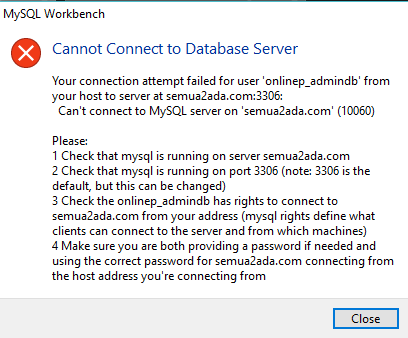 MySQL Workbench
Cannot Connect to Database Server
Your connection attempt failed for user 'onlinep_admindb' from
your host to server at semua2ada.com:3306:
Can't connect to MySQL server on 'semua2ada.com' (10060)
Please:
1 Check that mysql is running on server semua2ada.com
2 Check that mysql is running on port 3306 (note: 3306 is the
default, but this can be changed)
3 Check the onlinep_admindb has rights to connect to
semua2ada.com from your address (mysql rights define what
clients can connect to the server and from which machines)
4 Make sure you are both providing a password if needed and
using the correct password for semua2ada.com connecting from
the host address you're connecting from
Close